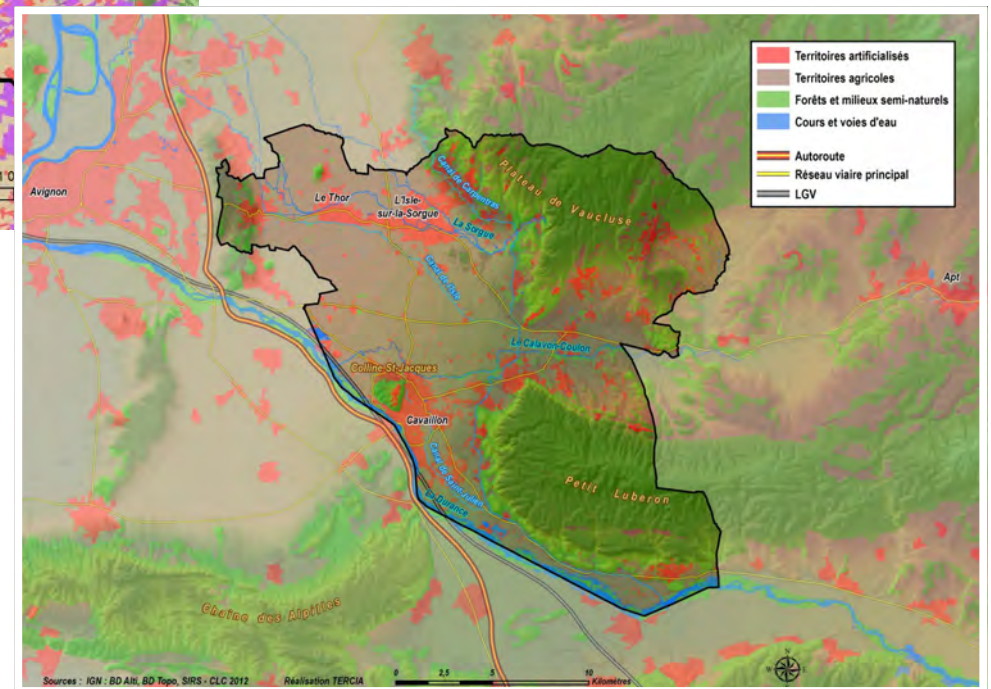 Territoires artificialisés
Territoires agricoles
Forêts et milieux semi-naturels
Cours et voies d'eau
Autoroute
Réseau viaire principal
LGV
Avignon
Le Thor
L'Isle-
sur-la-Sorgue
Canal de Carpentras
La Sorgue
Plateau de Vaucluse
Canal de l'Isle
Apt
Le Calavon-Coulon
Colline St-Jacques
Cavaillon
Canal de Saint-Julien
La Durance
Petit Luberon
Chaîne des Alpilles
N
Sources : IGN : BD Alti, BD Topo, SIRS - CLC 2012 Réalisation TERCIA
0 2,5 5 10
Kilomètres